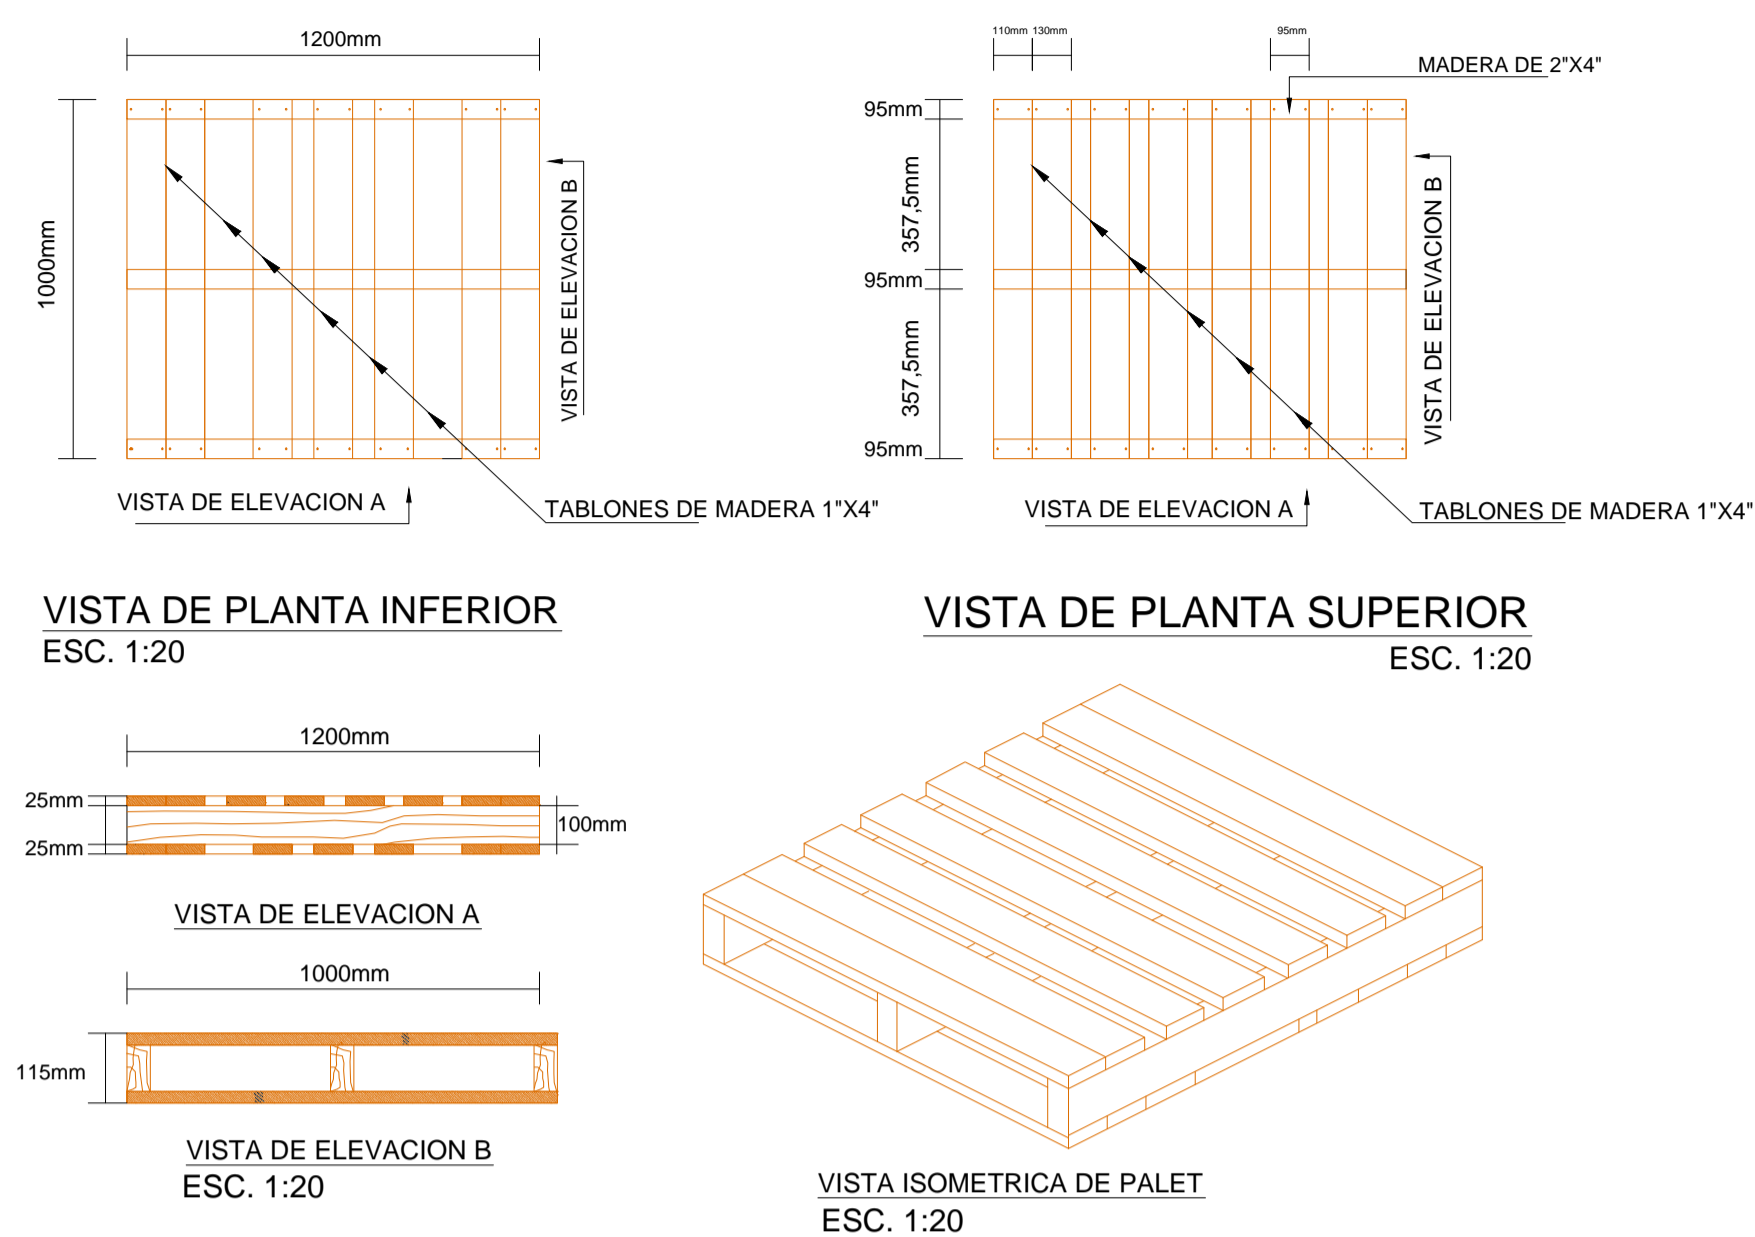 1200mm
1000mm
VISTA DE ELEVACION B
VISTA DE ELEVACION A
TABLONES DE MADERA 1"X4"
VISTA DE PLANTA INFERIOR
ESC. 1:20
110mm 130mm
95mm
MADERA DE 2"X4"
95mm
357,5mm
95mm
357,5mm
95mm
VISTA DE ELEVACION B
VISTA DE ELEVACION A
TABLONES DE MADERA 1"X4"
VISTA DE PLANTA SUPERIOR
ESC. 1:20
1200mm
25mm
100mm
25mm
VISTA DE ELEVACION A
1000mm
115mm
VISTA DE ELEVACION B
ESC. 1:20
VISTA ISOMETRICA DE PALET
ESC. 1:20